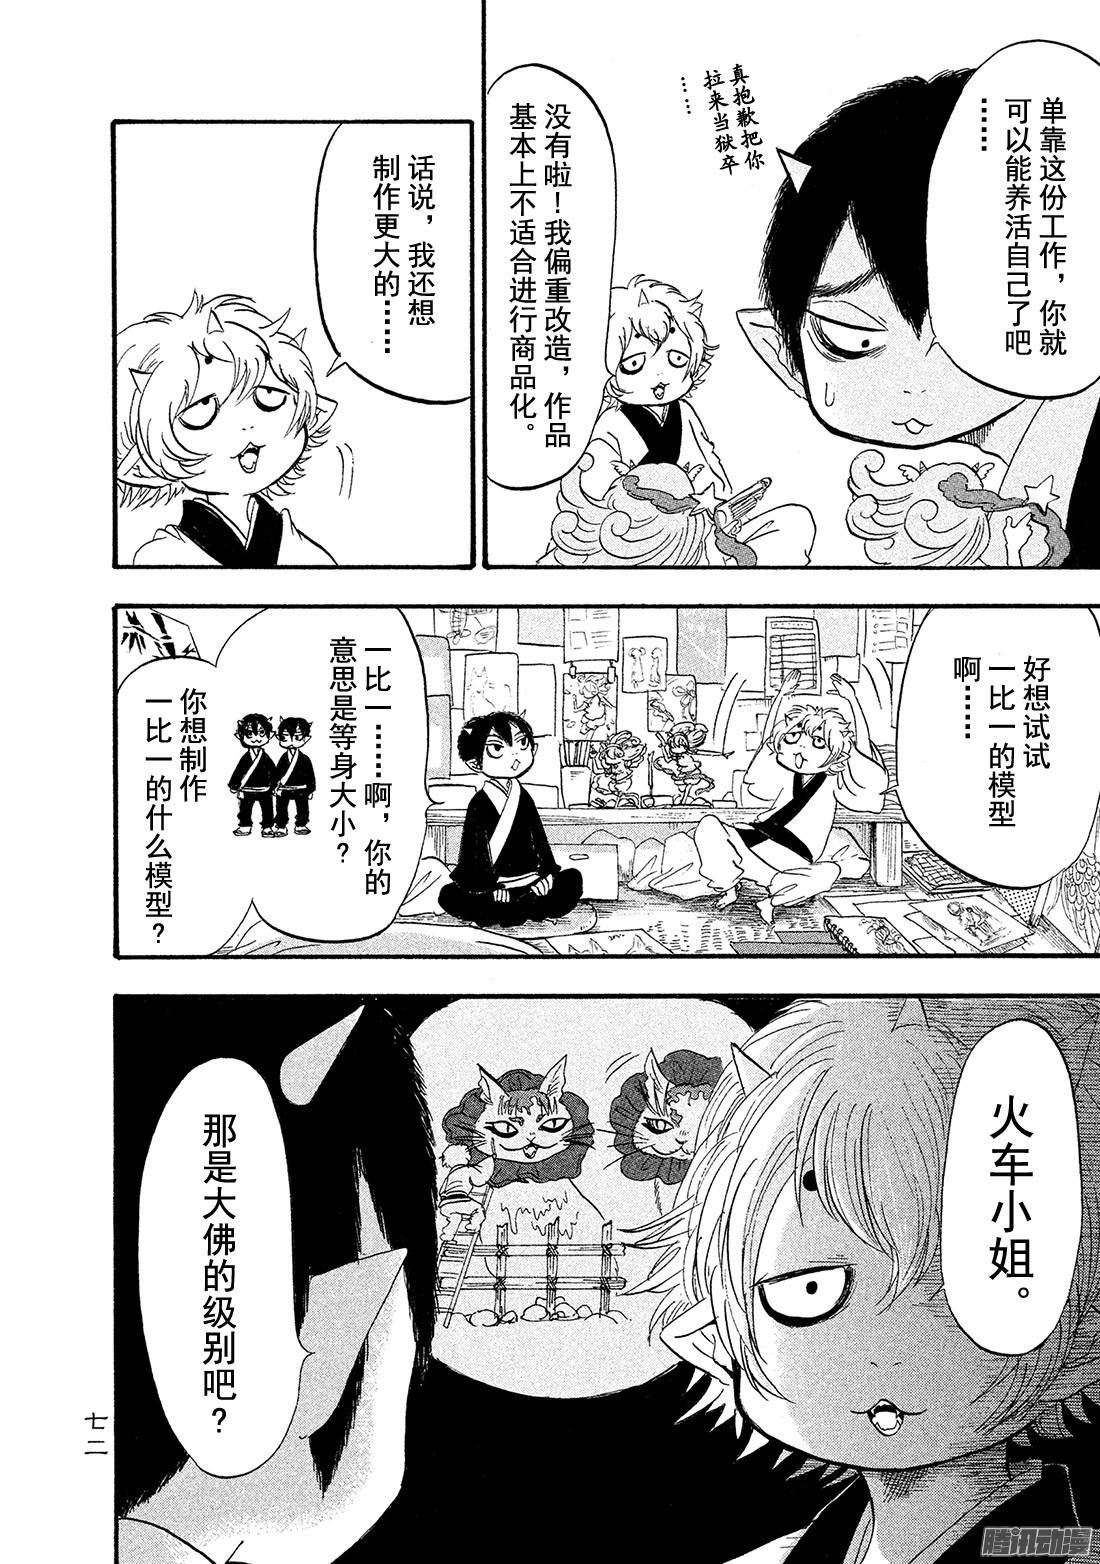 单靠这份工作，你就
可以能养活自己了吧
……
真抱歉把你
拉来当狱卒
……
没有啦！我偏重改造，作品
基本上不适合进行商品化。
话说，我还想
制作更大的……
好想试试
一比一的模型
啊……
一比一……啊，你的
意思是等身大小？
你想制作
一比一的什么模型？
火车小姐。
那是大佛的级别吧？
七二
腾讯动漫